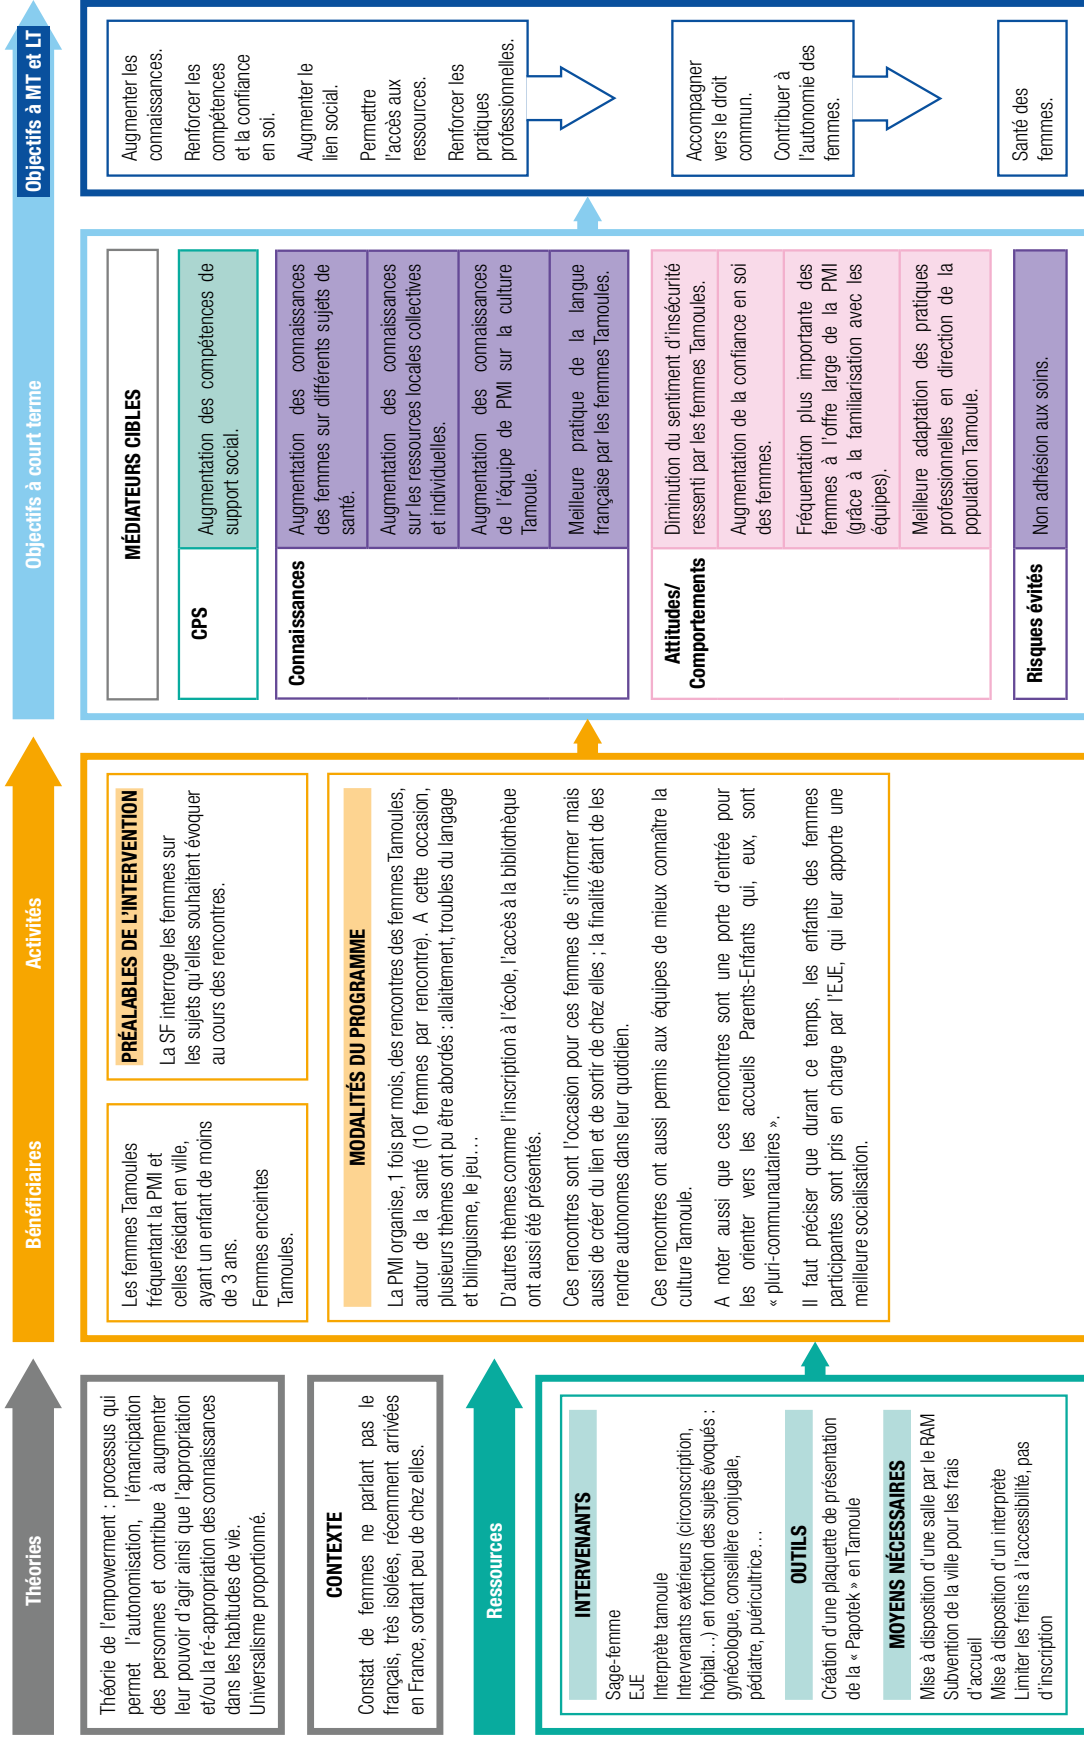 Théories
Théorie de l'empowerment : processus qui
permet l'autonomisation, l'émancipation
des personnes et contribue à augmenter
leur pouvoir d'agir ainsi que l'appropriation
et/ou la ré-appropriation des connaissances
dans les habitudes de vie.
Universalisme proportionné.
CONTEXTE
Constat de femmes ne parlant pas le
français, très isolées, récemment arrivées
en France, sortant peu de chez elles.
Ressources
INTERVENANTS
Sage-femme
EJE
Interprète tamoule
Intervenants extérieurs (circonscription,
hôpital…) en fonction des sujets évoqués :
gynécologue, conseillère conjugale,
pédiatre, puéricultrice…
OUTILS
Création d'une plaquette de présentation
de la « Papotek » en Tamoule
MOYENS NÉCESSAIRES
Mise à disposition d'une salle par le RAM
Subvention de la ville pour les frais
d'accueil
Mise à disposition d'un interprète
Limiter les freins à l'accessibilité, pas
d'inscription
Bénéficiaires
Activités
Les femmes Tamoules
fréquentant la PMI et
celles résidant en ville,
ayant un enfant de moins
de 3 ans.
Femmes enceintes
Tamoules.
PRÉALABLES DE L'INTERVENTION
La SF interroge les femmes sur
les sujets qu'elles souhaitent évoquer
au cours des rencontres.
MODALITÉS DU PROGRAMME
La PMI organise, 1 fois par mois, des rencontres des femmes Tamoules,
autour de la santé (10 femmes par rencontre). A cette occasion,
plusieurs thèmes ont pu être abordés : allaitement, troubles du langage
et bilinguisme, le jeu…
D'autres thèmes comme l'inscription à l'école, l'accès à la bibliothèque
ont aussi été présentés.
Ces rencontres sont l'occasion pour ces femmes de s'informer mais
aussi de créer du lien et de sortir de chez elles ; la finalité étant de les
rendre autonomes dans leur quotidien.
Ces rencontres ont aussi permis aux équipes de mieux connaître la
culture Tamoule.
A noter aussi que ces rencontres sont une porte d'entrée pour
les orienter vers les accueils Parents-Enfants qui, eux, sont
« pluri-communautaires ».
Il faut préciser que durant ce temps, les enfants des femmes
participantes sont pris en charge par l'EJE, qui leur apporte une
meilleure socialisation.
Objectifs à court terme
MÉDIATEURS CIBLES
CPS
Augmentation des compétences de
support social.
Connaissances
Augmentation des connaissances
des femmes sur différents sujets de
santé.
Augmentation des connaissances
sur les ressources locales collectives
et individuelles.
Augmentation des connaissances
de l'équipe de PMI sur la culture
Tamoule.
Meilleure pratique de la langue
française par les femmes Tamoules.
Attitudes/
Comportements
Diminution du sentiment d'insécurité
ressenti par les femmes Tamoules.
Augmentation de la confiance en soi
des femmes.
Fréquentation plus importante des
femmes à l'offre large de la PMI
(grâce à la familiarisation avec les
équipes).
Meilleure adaptation des pratiques
professionnelles en direction de la
population Tamoule.
Risques évités
Non adhésion aux soins.
Objectifs à MT et LT
Augmenter les
connaissances.
Renforcer les
compétences
et la confiance
en soi.
Augmenter le
lien social.
Permettre
l'accès aux
ressources.
Renforcer les
pratiques
professionnelles.
Accompagner
vers le droit
commun.
Contribuer à
l'autonomie des
femmes.
Santé des
femmes.